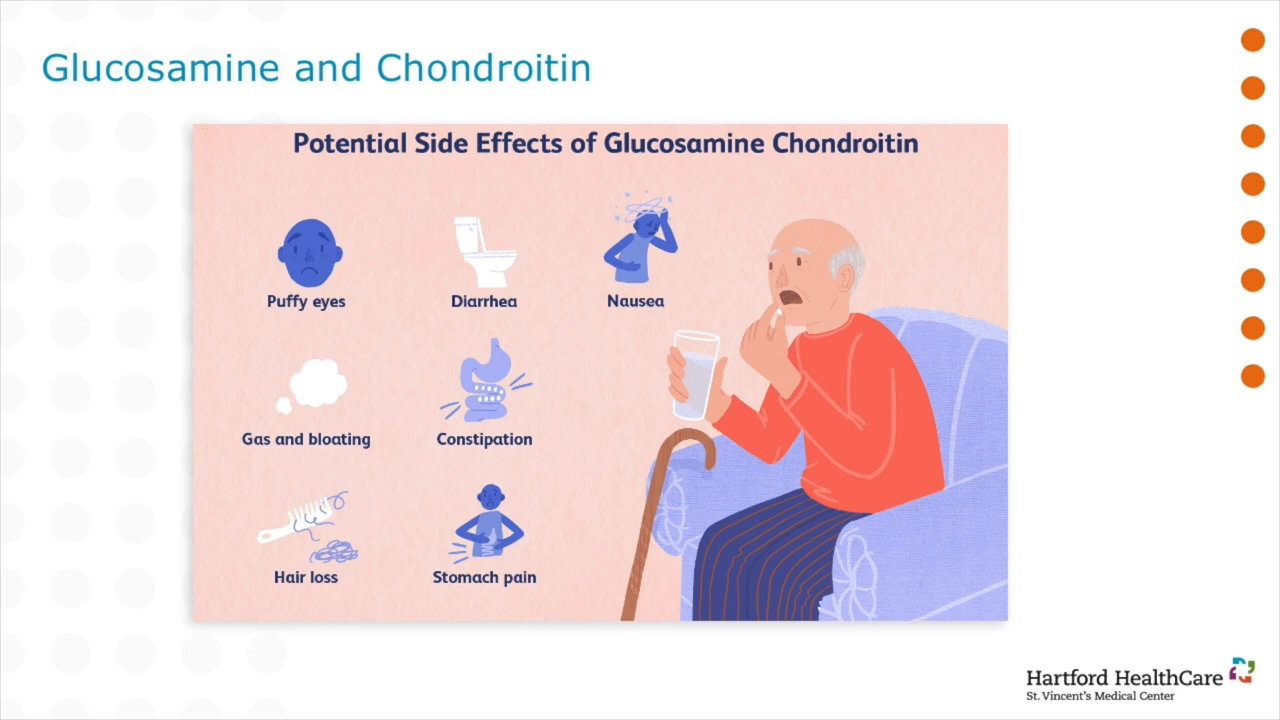 Glucosamine and Chondroitin
Potential Side Effects of Glucosamine Chondroitin
Puffy eyes
Diarrhea
Nausea
Gas and bloating
Constipation
Hair loss
Stomach pain
Hartford HealthCare
St. Vincent's Medical Center